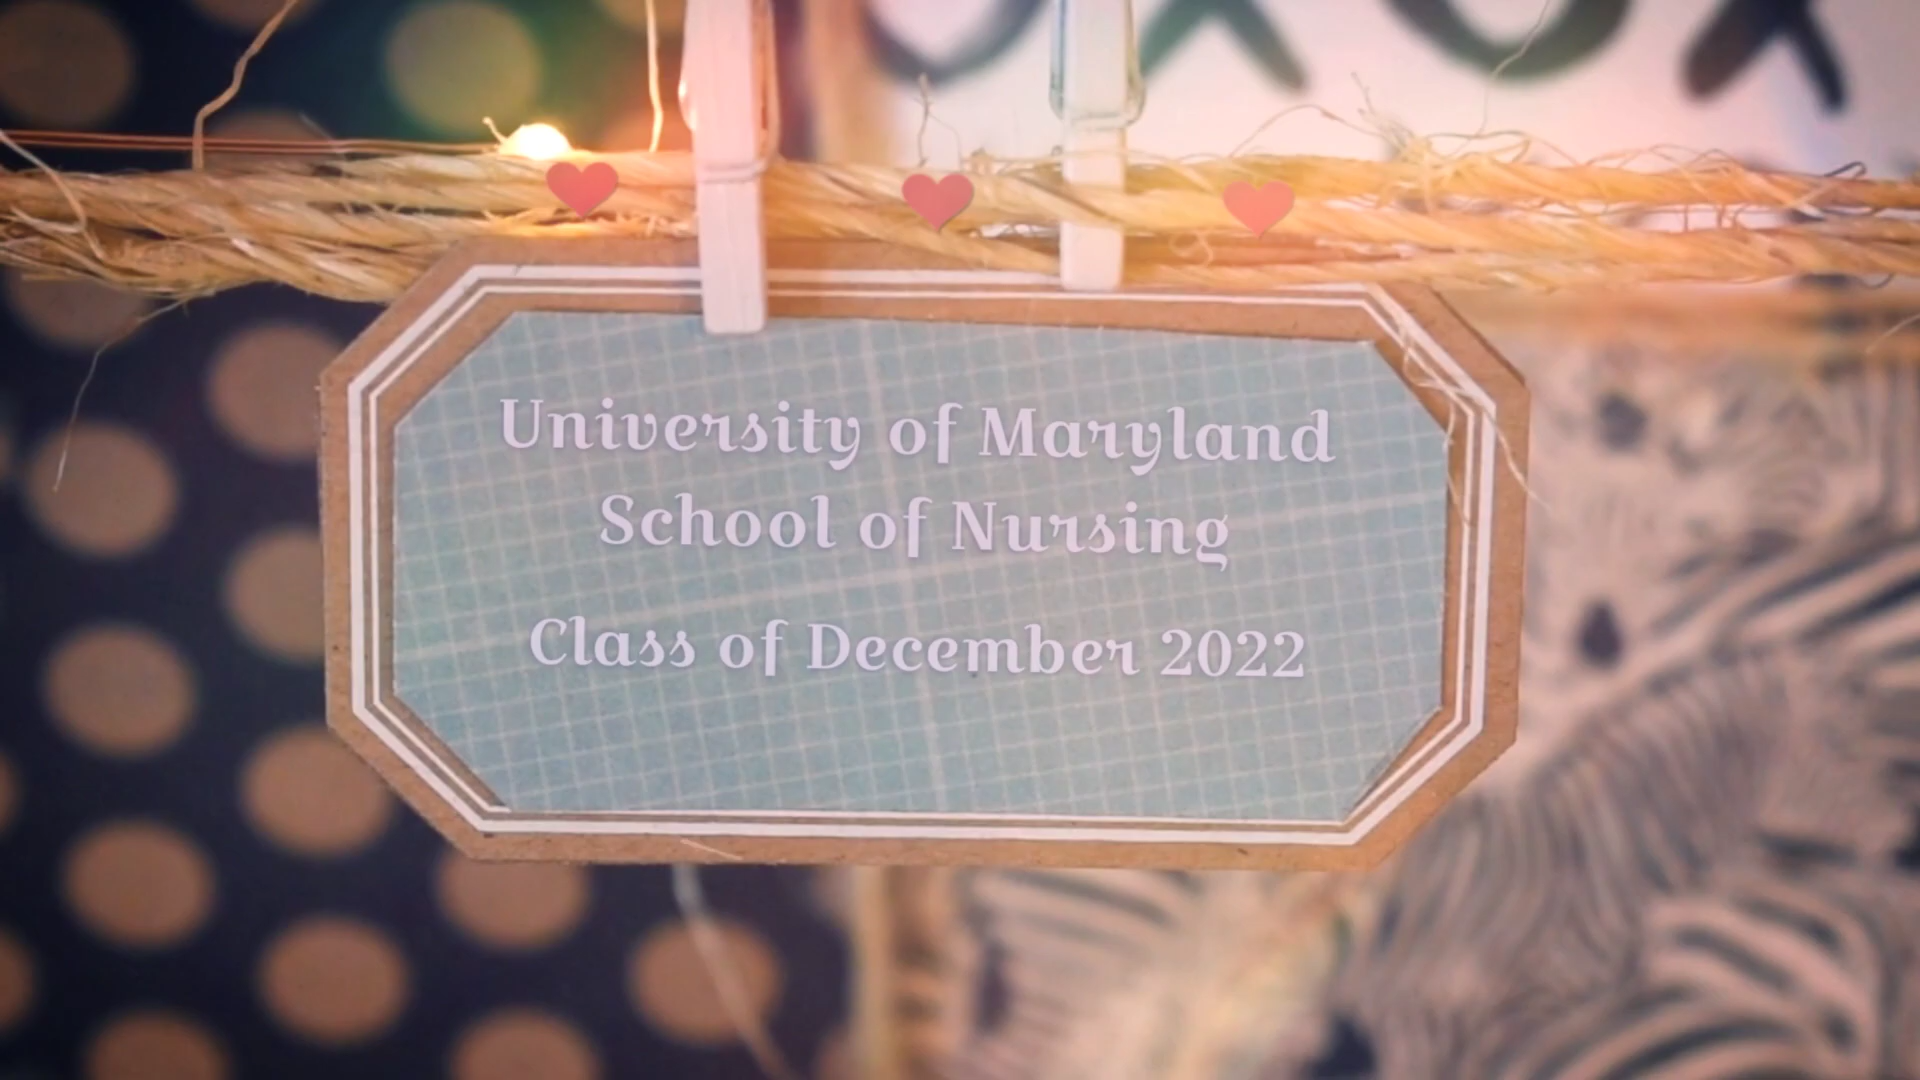 University of Maryland
School of Nursing
Class of December 2022